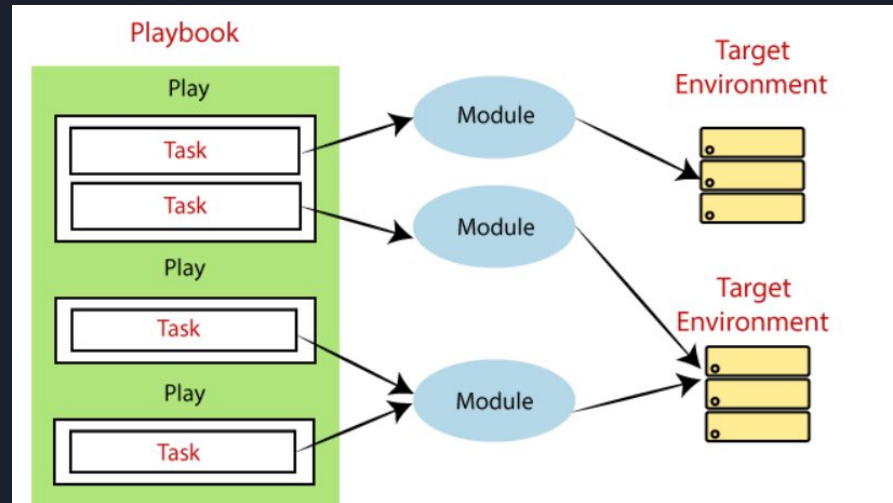 Playbook
Play
Task
Task
Play
Task
Play
Task
Module
Module
Module
Target
Environment
Target
Environment